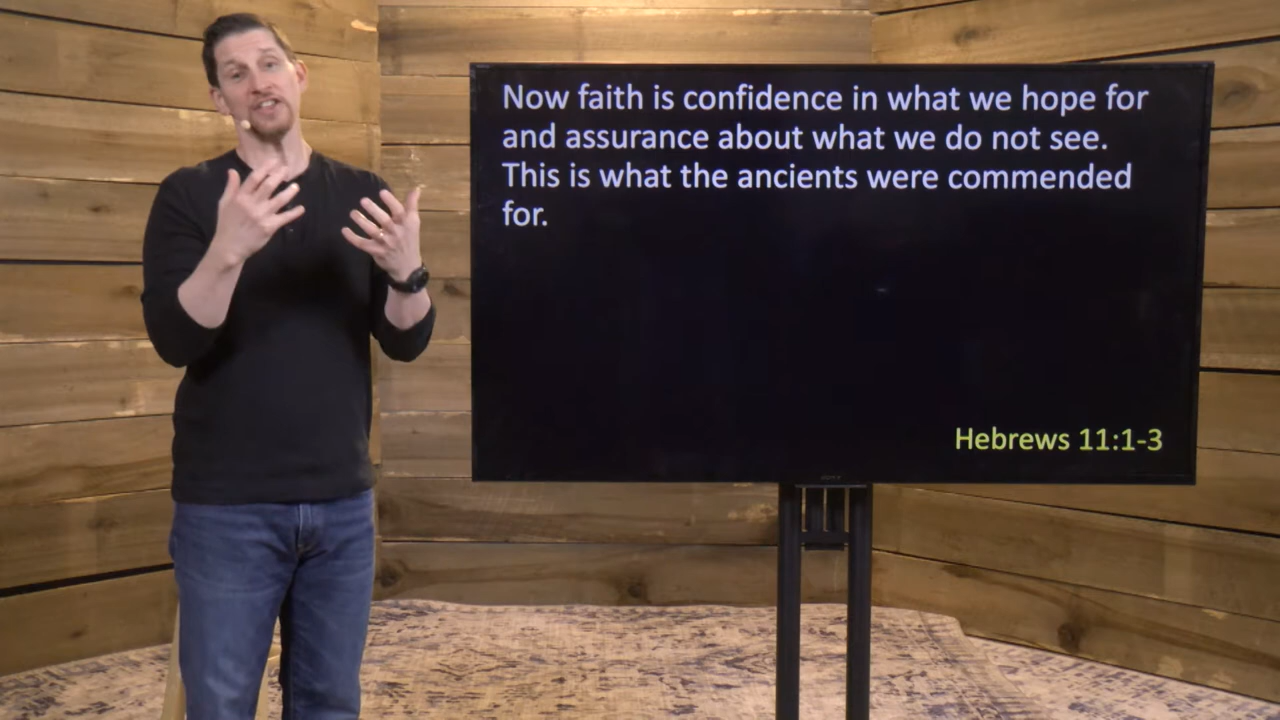 Now faith is confidence in what we hope for
and assurance about what we do not see.
This is what the ancients were commended
for.
Hebrews 11:1-3